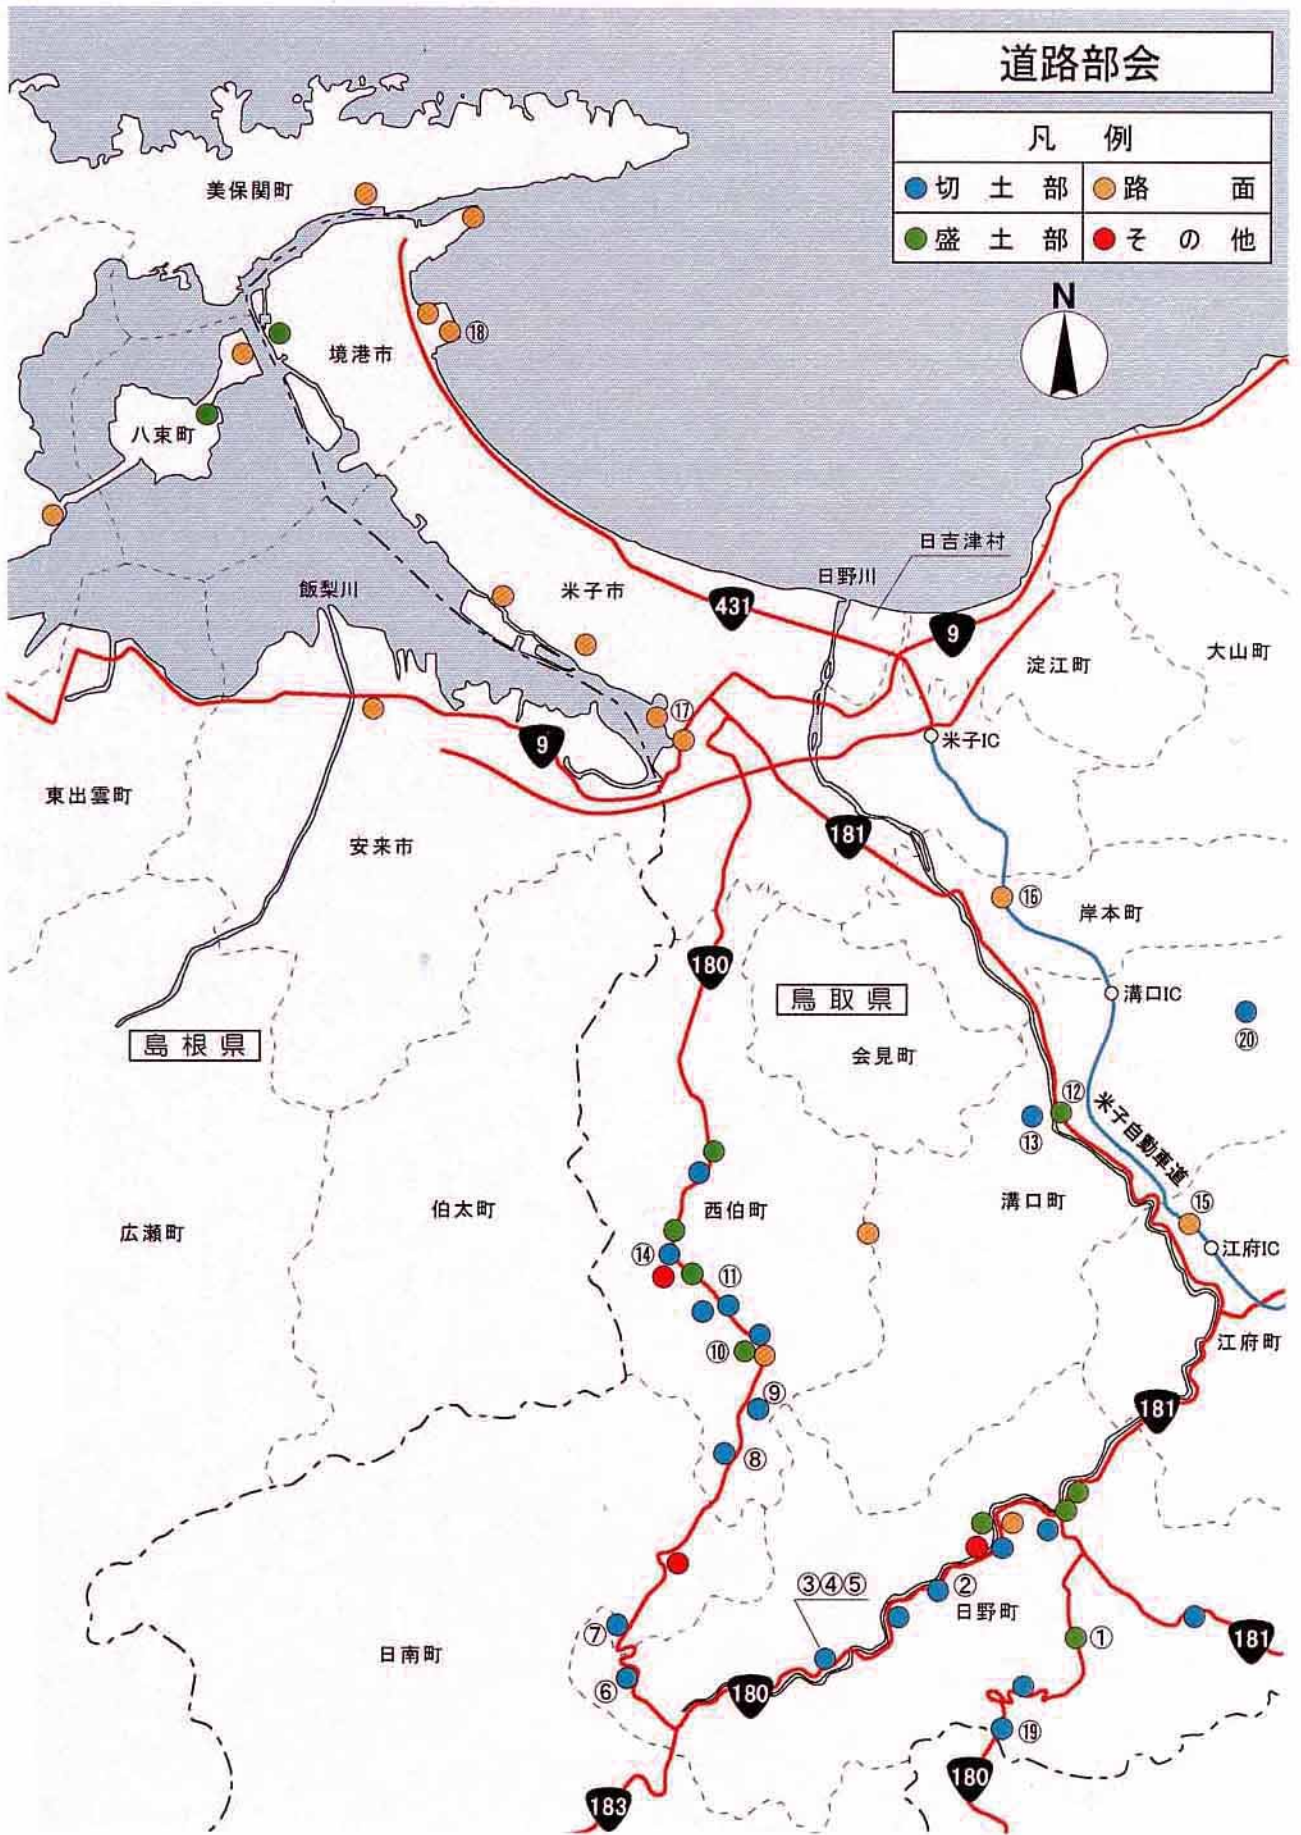 道路部会
凡例
切土部
路面
盛土部
その他
N
美保関町
境港市
⑱
八束町
日吉津村
日野川
飯梨川
米子市
431
9
淀江町
大山町
⑰
9
米子IC
東出雲町
安来市
181
⑯
岸本町
180
鳥取県
溝口IC
島根県
会見町
⑳
⑫
⑬
米子自動車道
広瀬町
伯太町
西伯町
溝口町
⑮
⑭
江府IC
⑪
⑩
江府町
⑨
181
⑧
③④⑤
②
日野町
⑦
①
181
日南町
⑥
180
⑲
180
183